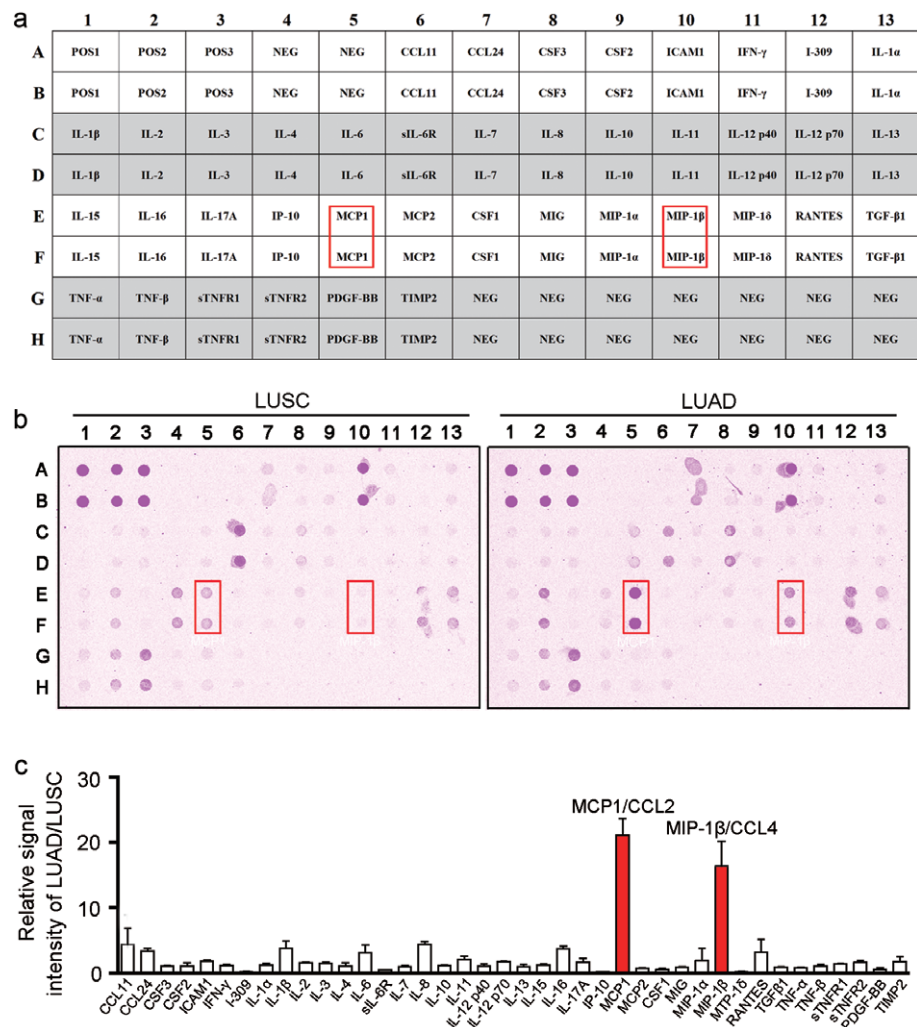 a
1 2 3 4 5 6 7 8 9 10 11 12 13
A POS1 POS2 POS3 NEG NEG CCL11 CCL24 CSF3 CSF2 ICAM1 IFN-γ I-309 IL-1α
B POS1 POS2 POS3 NEG NEG CCL11 CCL24 CSF3 CSF2 ICAM1 IFN-γ I-309 IL-1α
C IL-1β IL-2 IL-3 IL-4 IL-6 sIL-6R IL-7 IL-8 IL-10 IL-11 IL-12 p40 IL-12 p70 IL-13
D IL-1β IL-2 IL-3 IL-4 IL-6 sIL-6R IL-7 IL-8 IL-10 IL-11 IL-12 p40 IL-12 p70 IL-13
E IL-15 IL-16 IL-17A IP-10 MCP1 MCP2 CSF1 MIG MIP-1α MIP-1β MIP-1δ RANTES TGF-β1
F IL-15 IL-16 IL-17A IP-10 MCP1 MCP2 CSF1 MIG MIP-1α MIP-1β MIP-1δ RANTES TGF-β1
G TNF-α TNF-β sTNFR1 sTNFR2 PDGF-BB TIMP2 NEG NEG NEG NEG NEG NEG NEG
H TNF-α TNF-β sTNFR1 sTNFR2 PDGF-BB TIMP2 NEG NEG NEG NEG NEG NEG NEG
b
LUSC LUAD
1 2 3 4 5 6 7 8 9 10 11 12 13 1 2 3 4 5 6 7 8 9 10 11 12 13
A
B
C
D
E
F
G
H
c
Relative signal
intensity of LUAD/LUSC
30
20
10
0
MCP1/CCL2
MIP-1β/CCL4
CCL11 CCL24 CSF3 CSF2 ICAM1 IFN-γ I-309 IL-1α IL-1β IL-2 IL-3 IL-4 IL-6 sIL-6R IL-7 IL-8 IL-10 IL-11 IL-12 p40 IL-12 p70 IL-13 IL-15 IL-16 IL-17A IP-10 MCP1 MCP2 CSF1 MIG MIP-1α MIP-1β MTP-1δ RANTES TGFβ1 TNF-α TNF-β sTNFR1 sTNFR2 PDGF-BB TIMP2